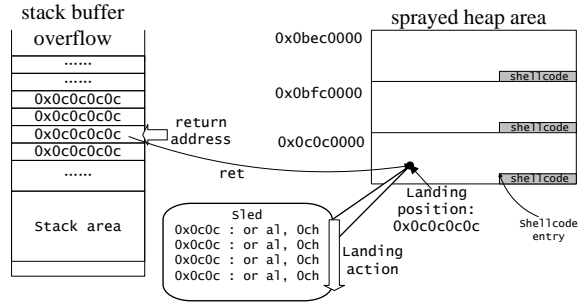 stack buffer
overflow
......
......
0x0c0c0c0c
0x0c0c0c0c
0x0c0c0c0c
0x0c0c0c0c
......
Stack area
return
address
ret
sprayed heap area
0x0bec0000
shellcode
0x0bfc0000
shellcode
0x0c0c0000
shellcode
Landing
position:
0x0c0c0c0c
Shellcode
entry
Sled
0x0c0c : or al, 0ch
0x0c0c : or al, 0ch
0x0c0c : or al, 0ch
0x0c0c : or al, 0ch
Landing
action